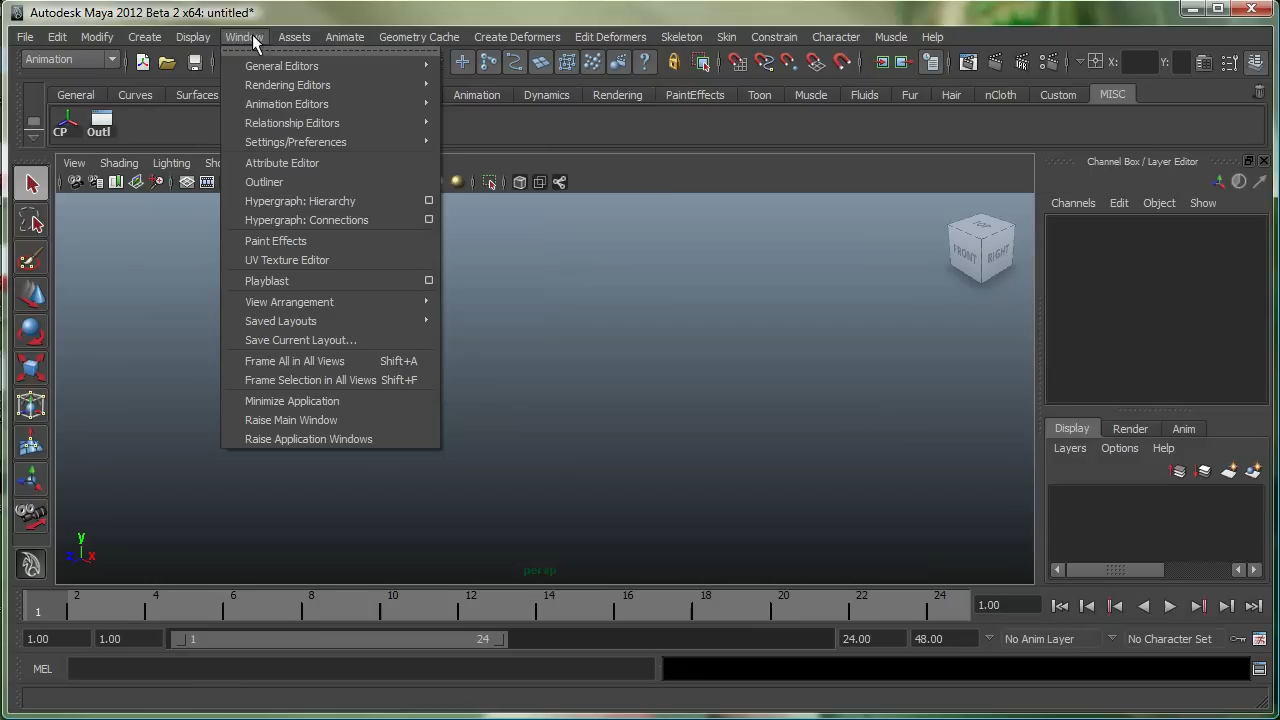 Autodesk Maya 2012 Beta 2 x64: untitled*
File Edit Modify Create Display Window Assets Animate Geometry Cache Create Deformers Edit Deformers Skeleton Skin Constrain Character Muscle Help
Animation X: Y:
General Curves Surfaces Animation Dynamics Rendering PaintEffects Toon Muscle Fluids Fur Hair nCloth Custom MISC
CP Outl
View Shading Lighting
General Editors
Rendering Editors
Animation Editors
Relationship Editors
Settings/Preferences
Attribute Editor
Outliner
Hypergraph: Hierarchy
Hypergraph: Connections
Paint Effects
UV Texture Editor
Playblast
View Arrangement
Saved Layouts
Save Current Layout...
Frame All in All Views Shift+A
Frame Selection in All Views Shift+F
Minimize Application
Raise Main Window
Raise Application Windows
TOP
FRONT RIGHT
Channel Box / Layer Editor
Channels Edit Object Show
Display Render Anim
Layers Options Help
y
z x
persp
1 2 4 6 8 10 12 14 16 18 20 22 24 1.00
1.00 1.00 1 24 24.00 48.00 No Anim Layer No Character Set
MEL